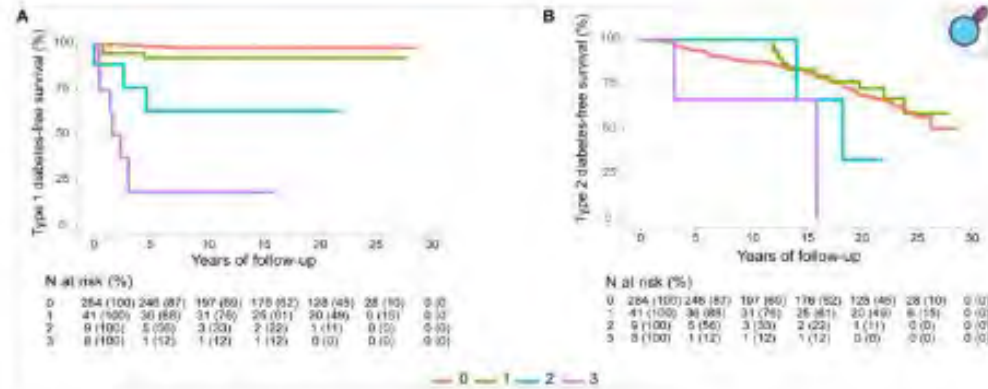 A
Type 1 diabetes-free survival (%)
100
75
50
25
0
0 5 10 15 20 25 30
Years of follow-up
N at risk (%)
0 284 (100) 246 (87) 197 (69) 176 (62) 128 (45) 28 (10) 0 (0)
1 41 (100) 36 (88) 31 (76) 25 (61) 20 (49) 6 (15) 0 (0)
2 9 (100) 5 (56) 3 (33) 2 (22) 1 (11) 0 (0) 0 (0)
3 8 (100) 1 (12) 1 (12) 1 (12) 0 (0) 0 (0) 0 (0)
B
Type 2 diabetes-free survival (%)
100
75
50
25
0
0 5 10 15 20 25 30
Years of follow-up
N at risk (%)
0 284 (100) 246 (87) 197 (69) 176 (62) 128 (45) 28 (10) 0 (0)
1 41 (100) 36 (88) 31 (76) 25 (61) 20 (49) 6 (15) 0 (0)
2 9 (100) 5 (56) 3 (33) 2 (22) 1 (11) 0 (0) 0 (0)
3 8 (100) 1 (12) 1 (12) 1 (12) 0 (0) 0 (0) 0 (0)
0 1 2 3